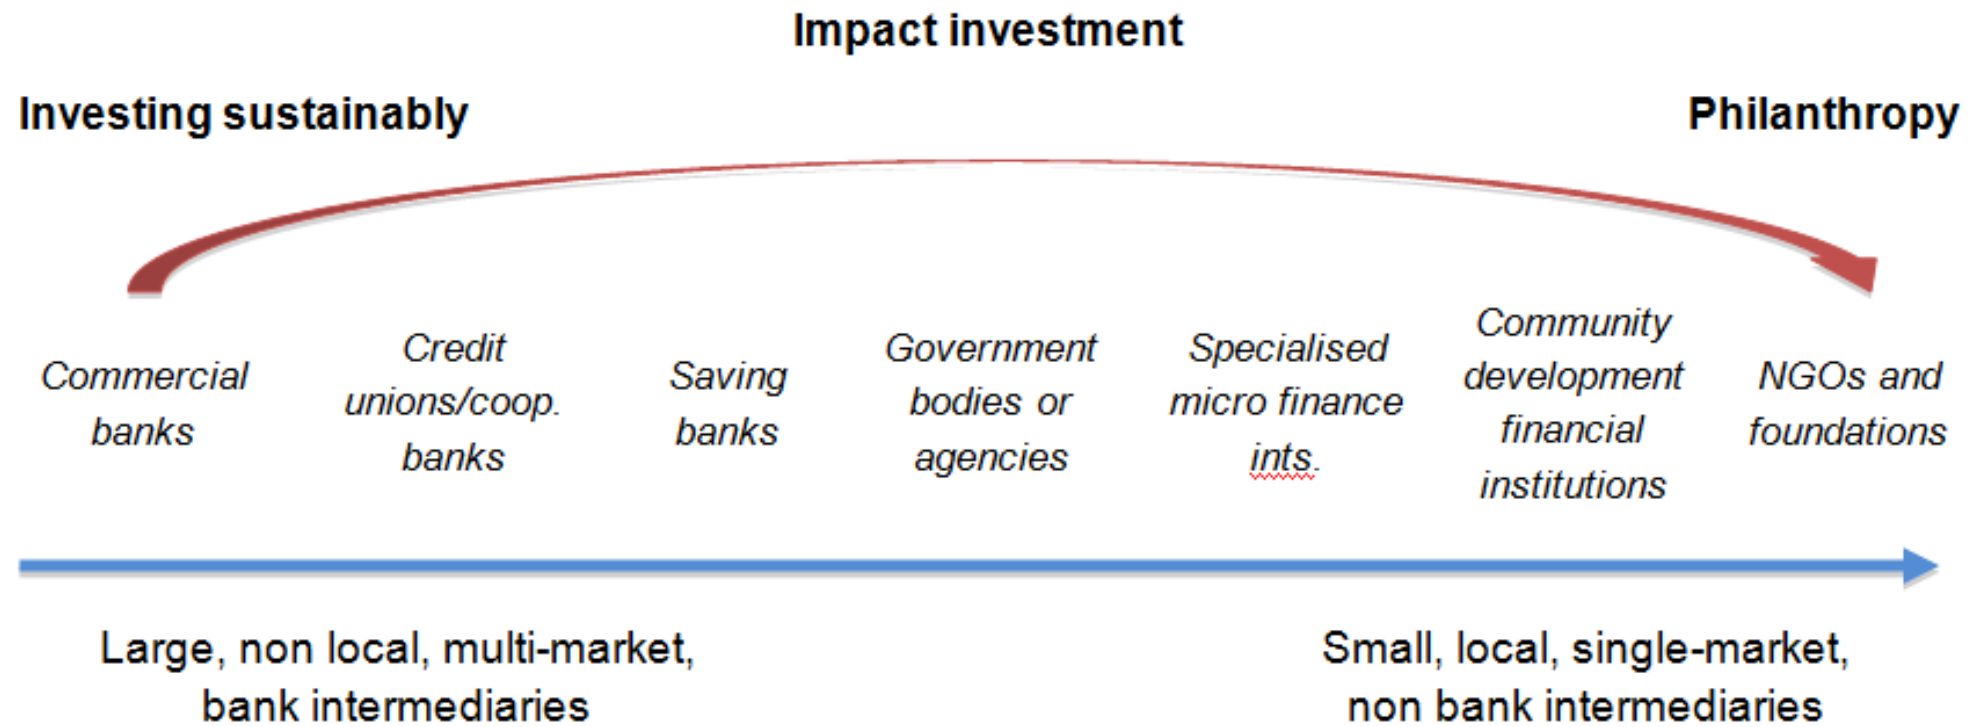 Impact investment
Investing sustainably
Philanthropy
Commercial
banks
Credit
unions/coop.
banks
Saving
banks
Government
bodies or
agencies
Specialised
micro finance
ints.
Community
development
financial
institutions
NGOs and
foundations
Large, non local, multi-market,
bank intermediaries
Small, local, single-market,
non bank intermediaries